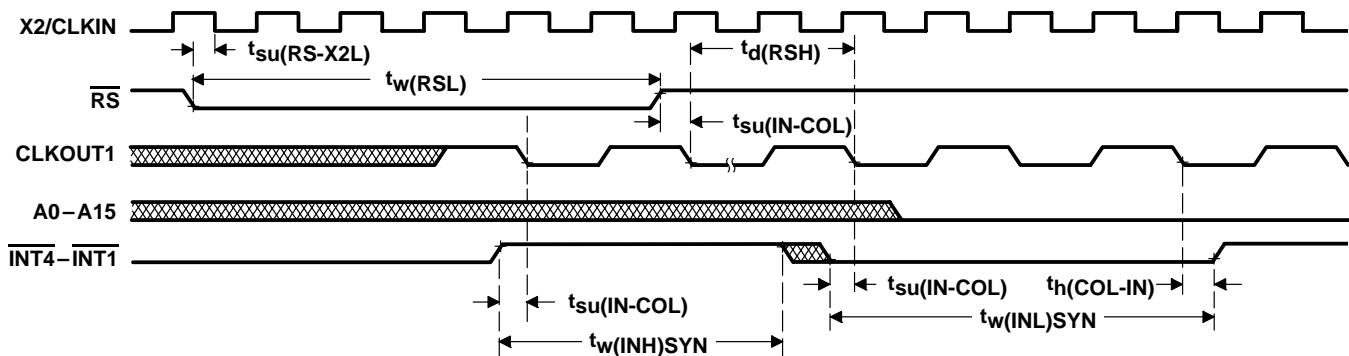 X2/CLKIN
tsu(RS-X2L)
td(RSH)
tw(RSL)
RS
tsu(IN-COL)
CLKOUT1
A0–A15
INT4–INT1
tsu(IN-COL)
tsu(IN-COL)
th(COL-IN)
tw(INH)SYN
tw(INL)SYN